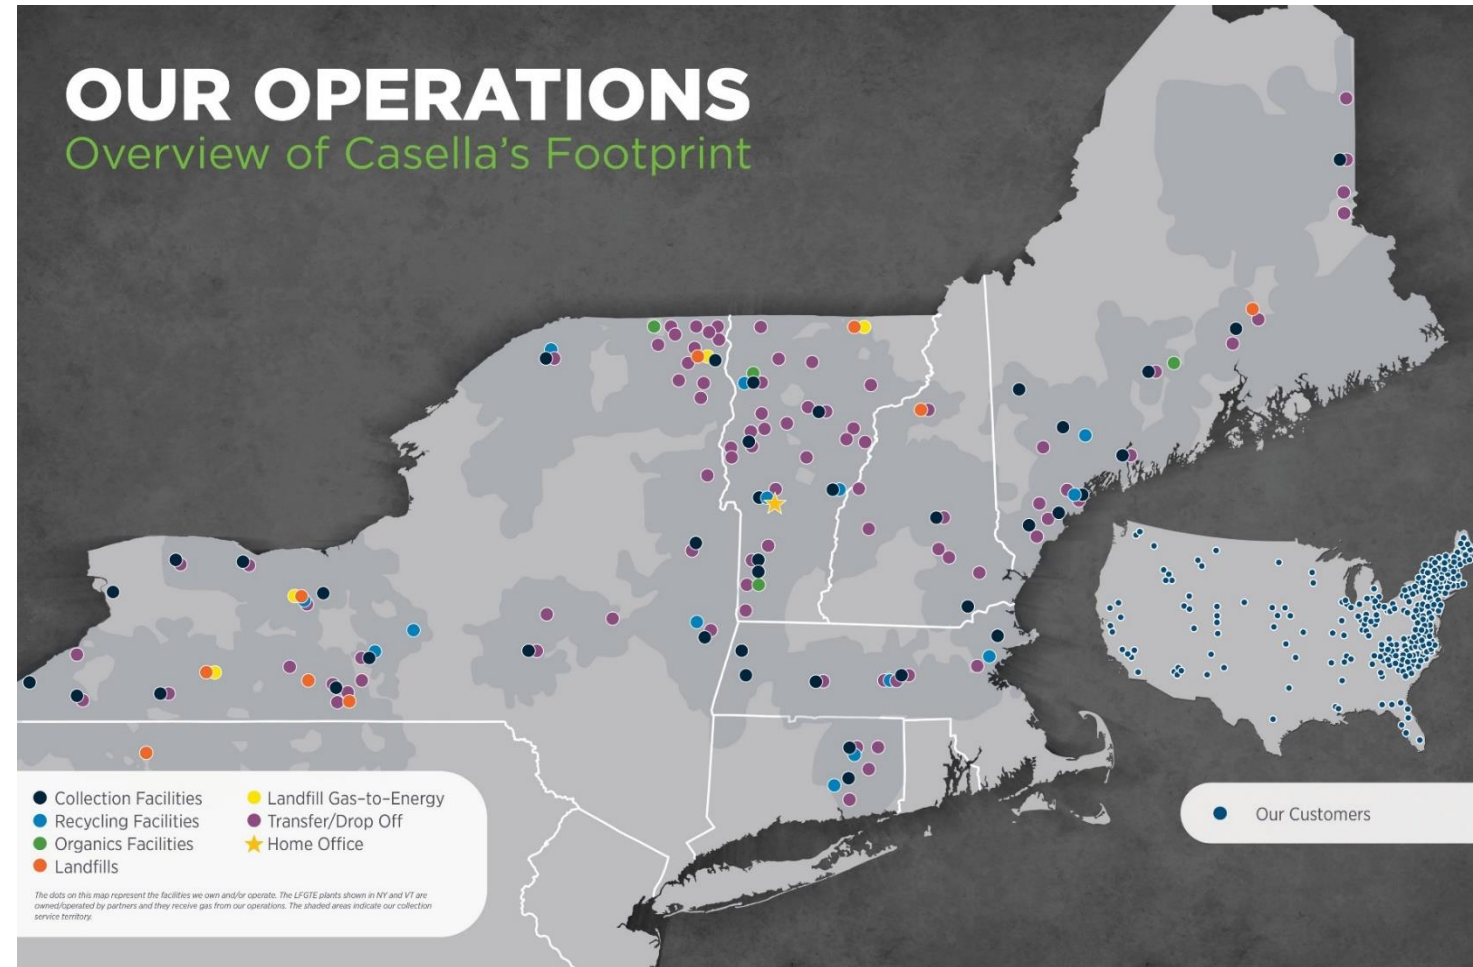 OUR OPERATIONS
Overview of Casella's Footprint
Collection Facilities
Recycling Facilities
Organics Facilities
Landfills
Landfill Gas-to-Energy
Transfer/Drop Off
Home Office
The dots on this map represent the facilities we own and/or operate. The LFGTE plants shown in NY and VT are
owned/operated by partners and they receive gas from our operations. The shaded areas indicate our collection
service territory.
Our Customers